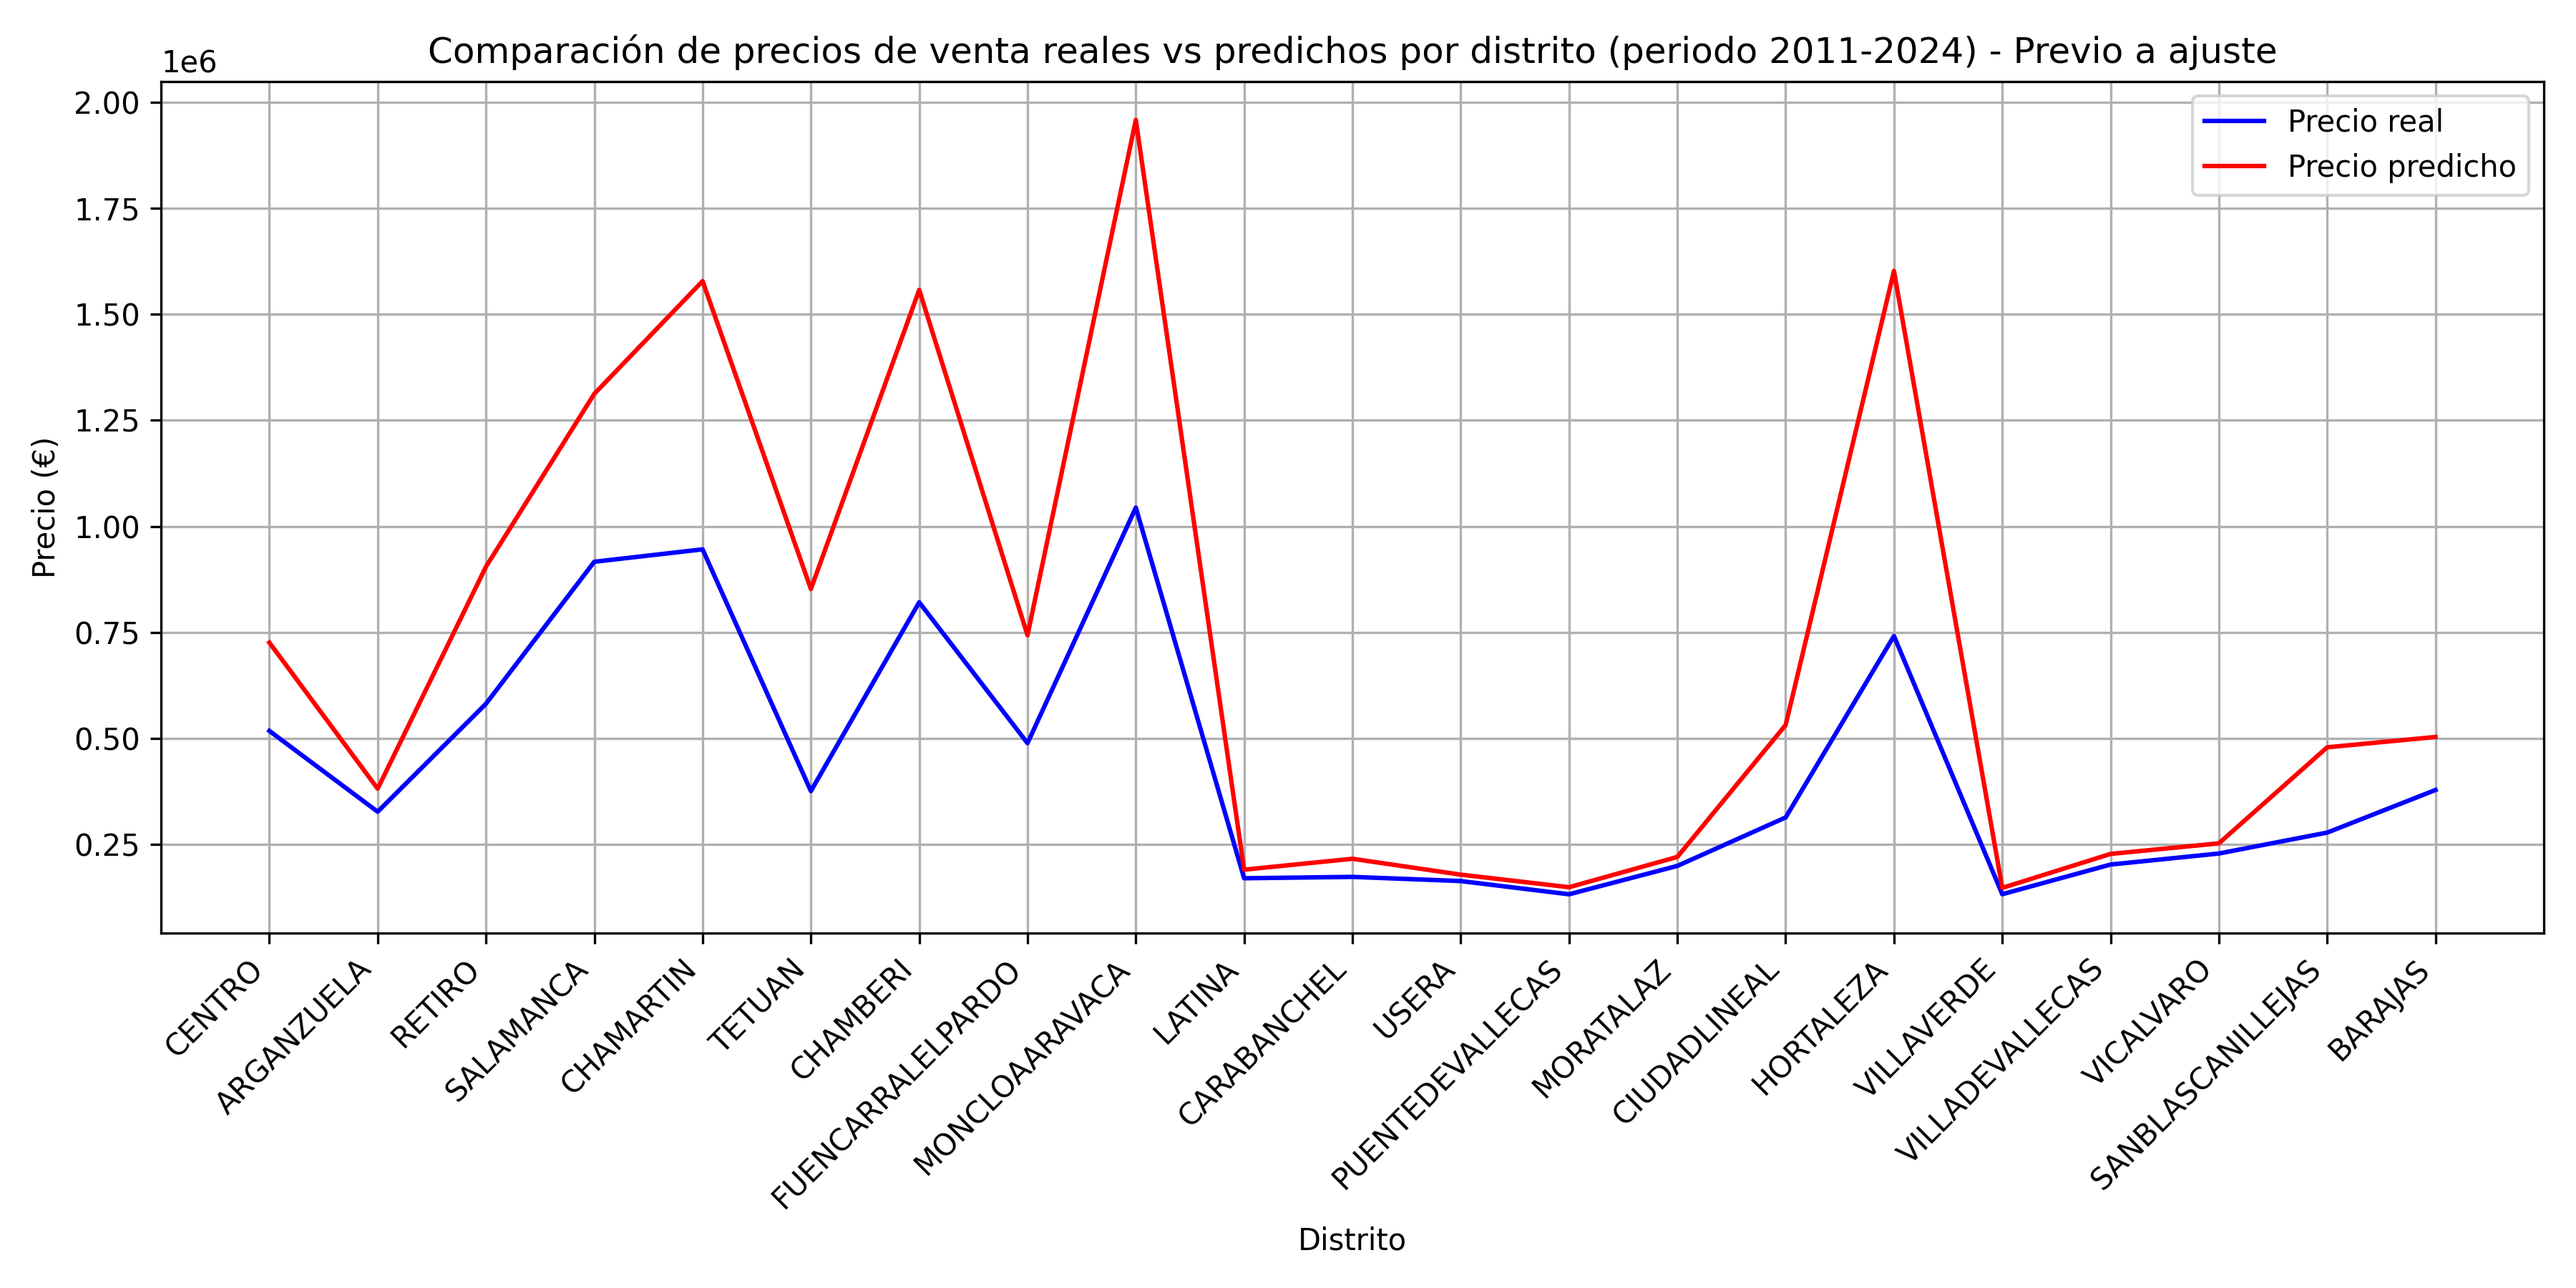 Comparación de precios de venta reales vs predichos por distrito (periodo 2011-2024) - Previo a ajuste
1e6
2.00
1.75
1.50
1.25
1.00
0.75
0.50
0.25
Precio (€)
Precio real
Precio predicho
CENTRO
ARGANZUELA
RETIRO
SALAMANCA
CHAMARTIN
TETUAN
CHAMBERI
FUENCARRALELPARDO
MONCLOAARAVACA
LATINA
CARABANCHEL
USERA
PUENTEDEVALLECAS
MORATALAZ
CIUDADLINEAL
HORTALEZA
VILLAVERDE
VILLADEVALLECAS
VICALVARO
SANBLASCANILLEJAS
BARAJAS
Distrito